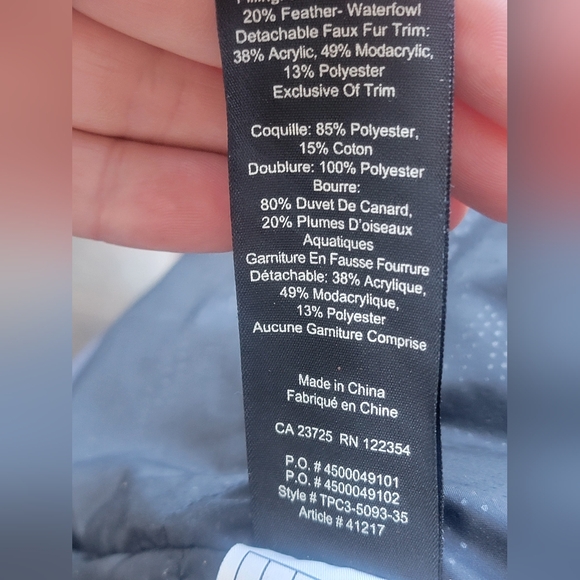 20% Feather- Waterfowl
Detachable Faux Fur Trim:
38% Acrylic, 49% Modacrylic,
13% Polyester
Exclusive Of Trim
Coquille: 85% Polyester,
15% Coton
Doublure: 100% Polyester
Bourre:
80% Duvet De Canard,
20% Plumes D'oiseaux
Aquatiques
Garniture En Fausse Fourrure
Détachable: 38% Acrylique,
49% Modacrylique,
13% Polyester
Aucune Garniture Comprise
Made in China
Fabriqué en Chine
CA 23725 RN 122354
P.O. # 4500049101
P.O. # 4500049102
Style # TPC3-5093-35
Article # 41217